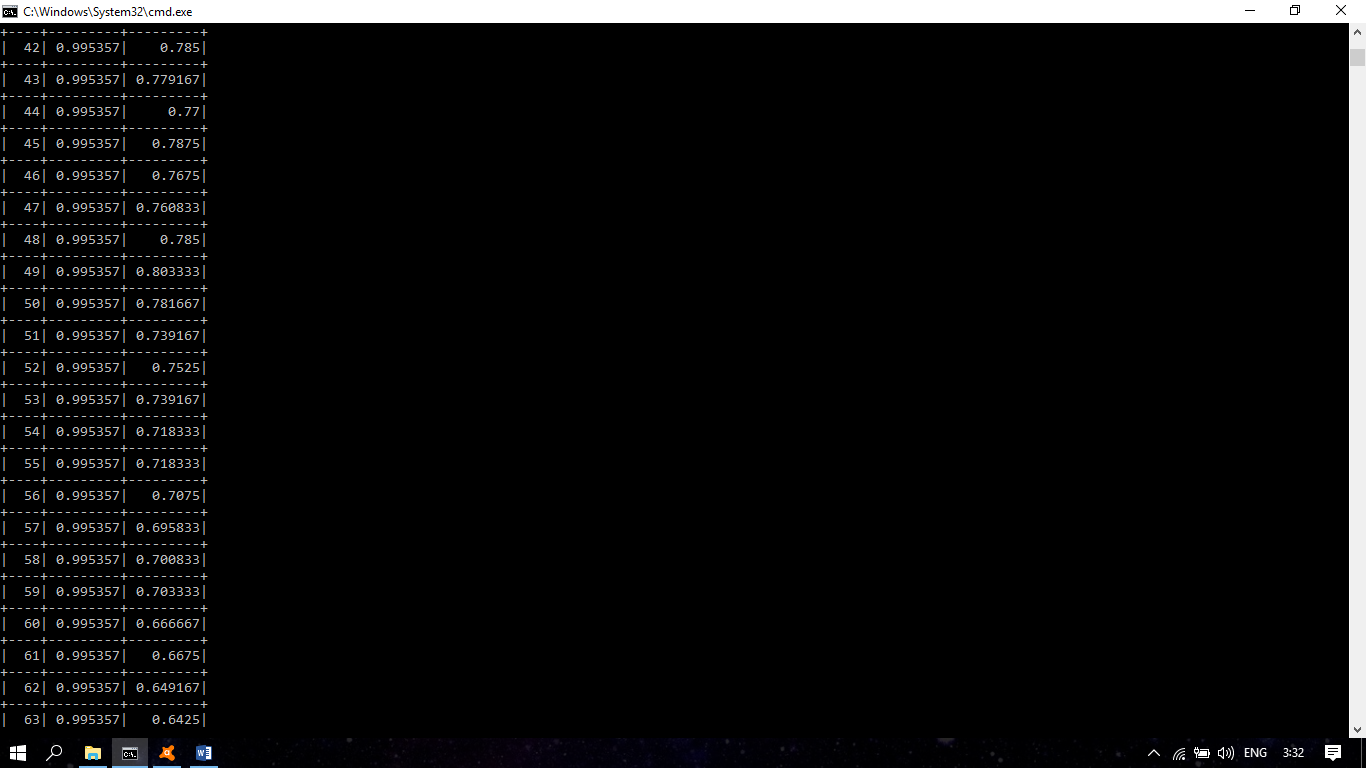 C:\Windows\System32\cmd.exe
+----+---------+---------+
|  42| 0.995357|    0.785|
+----+---------+---------+
|  43| 0.995357| 0.779167|
+----+---------+---------+
|  44| 0.995357|     0.77|
+----+---------+---------+
|  45| 0.995357|   0.7875|
+----+---------+---------+
|  46| 0.995357|   0.7675|
+----+---------+---------+
|  47| 0.995357| 0.760833|
+----+---------+---------+
|  48| 0.995357|    0.785|
+----+---------+---------+
|  49| 0.995357| 0.803333|
+----+---------+---------+
|  50| 0.995357| 0.781667|
+----+---------+---------+
|  51| 0.995357| 0.739167|
+----+---------+---------+
|  52| 0.995357|   0.7525|
+----+---------+---------+
|  53| 0.995357| 0.739167|
+----+---------+---------+
|  54| 0.995357| 0.718333|
+----+---------+---------+
|  55| 0.995357| 0.718333|
+----+---------+---------+
|  56| 0.995357|   0.7075|
+----+---------+---------+
|  57| 0.995357| 0.695833|
+----+---------+---------+
|  58| 0.995357| 0.700833|
+----+---------+---------+
|  59| 0.995357| 0.703333|
+----+---------+---------+
|  60| 0.995357| 0.666667|
+----+---------+---------+
|  61| 0.995357|   0.6675|
+----+---------+---------+
|  62| 0.995357| 0.649167|
+----+---------+---------+
|  63| 0.995357|   0.6425|
ENG 3:32